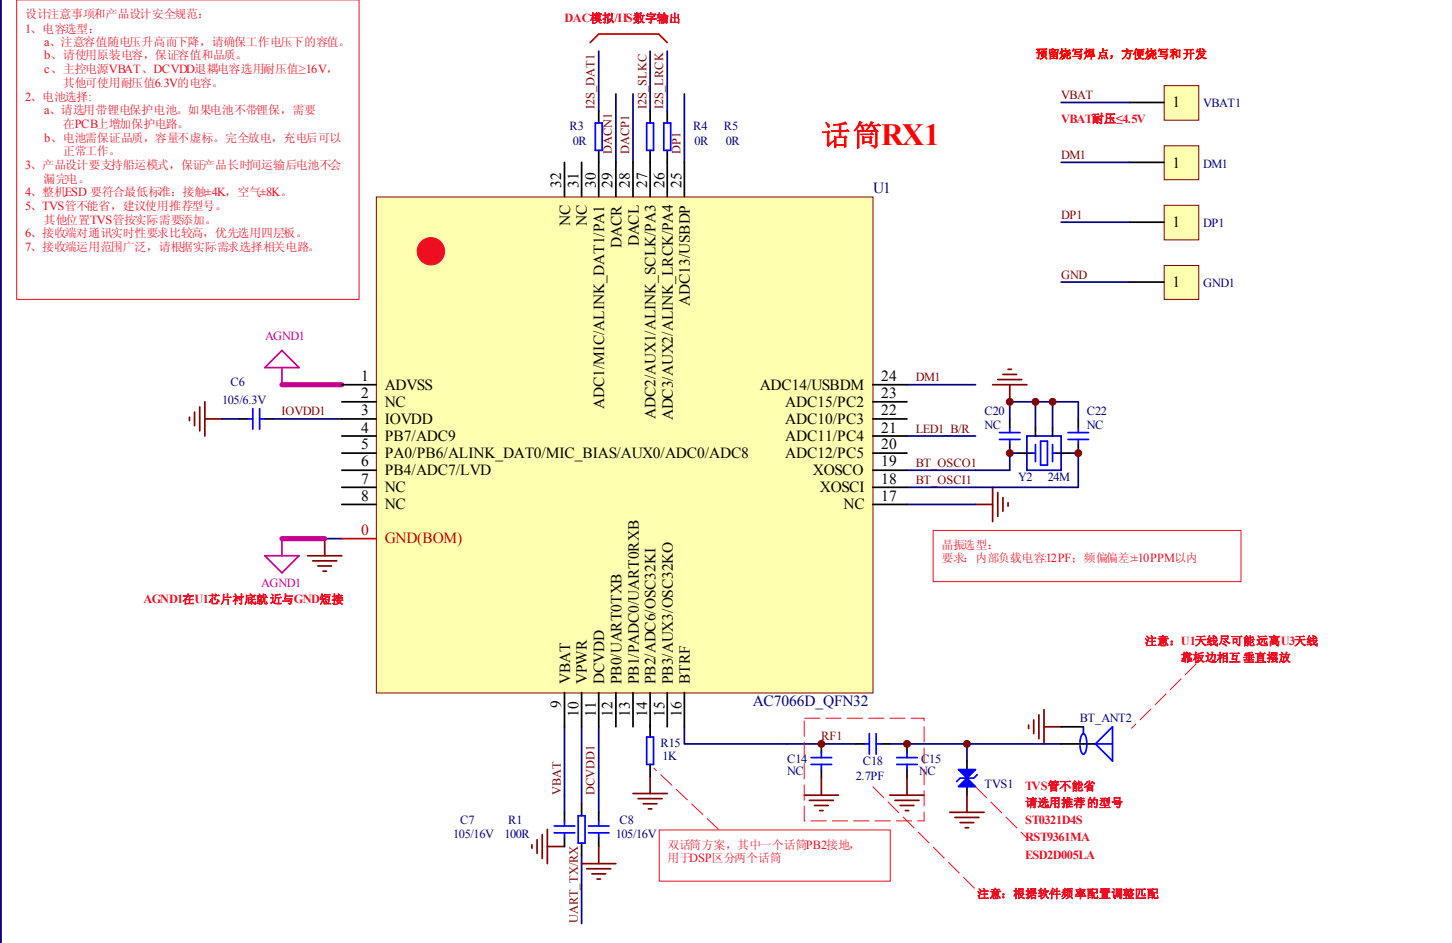 设计注意事项和产品设计安全规范：
1、电容选型：
a、注意容值随电压升高而下降，请确保工作电压下的容值。
b、请使用原装电容，保证容值和品质。
c、主控电源VBAT、DCVDD退耦电容选用耐压值≥16V，
其他可使用耐压值6.3V的电容。
2、电池选择:
a、请选用带锂电保护电池。如果电池不带锂保，需要
在PCB上增加保护电路。
b、电池需保证品质，容量不虚标。完全放电，充电后可以
正常工作。
3、产品设计要支持船运模式，保证产品长时间运输后电池不会
漏完电。
4、整机ESD 要符合最低标准：接触±4K，空气±8K。
5、TVS管不能省，建议使用推荐型号。
其他位置TVS管按实际需要添加。
6、接收端对通讯实时性要求比较高，优先选用四层板。
7、接收端运用范围广泛，请根据实际需求选择相关电路。
DAC模拟/IIS数字输出
I2S_DAT1
I2S_SLKC
I2S_LRCK
R3
0R
DACN1
DACP1
DP1
R4
0R
R5
0R
话筒RX1
预留烧写焊点，方便烧写和开发
VBAT
1
VBAT1
VBAT耐压≤4.5V
DM1
1
DM1
DP1
1
DP1
GND
1
GND1
U1
32
31
30
29
28
27
26
25
NC
NC
ADC1/MIC/ALINK_DAT1/PA1
DACR
DACL
ADC2/AUX1/ALINK_SCLK/PA3
ADC3/AUX2/ALINK_LRCK/PA4
ADC13/USBDP
AGND1
C6
105/6.3V
IOVDD1
1
ADVSS
2
NC
3
IOVDD
4
PB7/ADC9
5
PA0/PB6/ALINK_DAT0/MIC_BIAS/AUX0/ADC0/ADC8
6
PB4/ADC7/LVD
7
NC
8
NC
0
GND(BOM)
AGND1
AGND1在U1芯片衬底就近与GND短接
ADC14/USBDM
24
DM1
ADC15/PC2
23
ADC10/PC3
22
ADC11/PC4
21
LED1_B/R
ADC12/PC5
20
XOSCO
19
BT_OSCO1
XOSCI
18
BT_OSCI1
NC
17
C20
NC
C22
NC
Y2
24M
晶振选型：
要求：内部负载电容12PF；频偏偏差±10PPM以内
VBAT
VPWR
DCVDD
PB0/UART0TXB
PB1/PADC0/UART0RXB
PB2/ADC6/OSC32KI
PB3/AUX3/OSC32KO
BTRF
AC7066D_QFN32
9
10
11
12
13
14
15
16
VBAT
DCVDD1
R15
1K
C7
105/16V
R1
100R
C8
105/16V
UART_TX/RX
双话筒方案，其中一个话筒PB2接地，
用于DSP区分两个话筒
RF1
C14
NC
C18
2.7PF
C15
NC
TVS1
BT_ANT2
注意：U1天线尽可能远离U3天线
靠板边相互垂直摆放
TVS管不能省
请选用推荐的型号
ST0321D4S
RST9361MA
ESD2D005LA
注意：根据软件频率配置调整匹配